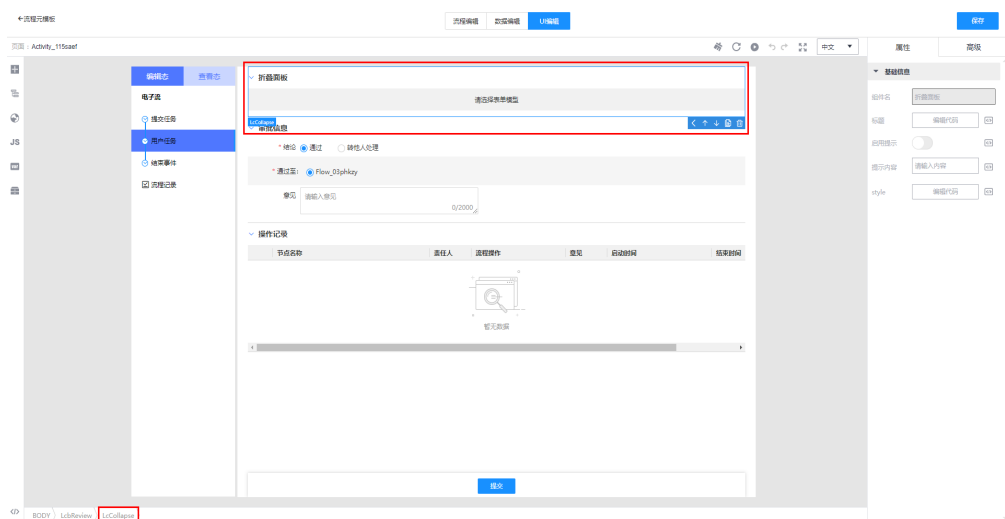 ←流程元模板
流程编辑 数据编辑 UI编辑
保存
页面 : Activity_115saef
中文
属性 高级
编辑态 查看态
电子流
提交任务
用户任务
结束事件
流程记录
JS
折叠面板
请选择表单模型
LcCollapse
审批信息
* 结论 通过 转他人处理
* 通过至: Flow_03phkzy
意见 请输入意见
0/2000
操作记录
节点名称 责任人 流程操作 意见 启动时间 结束时间
暂无数据
提交
基础信息
组件名 折叠面板
标题 编辑代码
启用提示
提示内容 请输入内容
style 编辑代码
</> BODY LcbReview LcCollapse